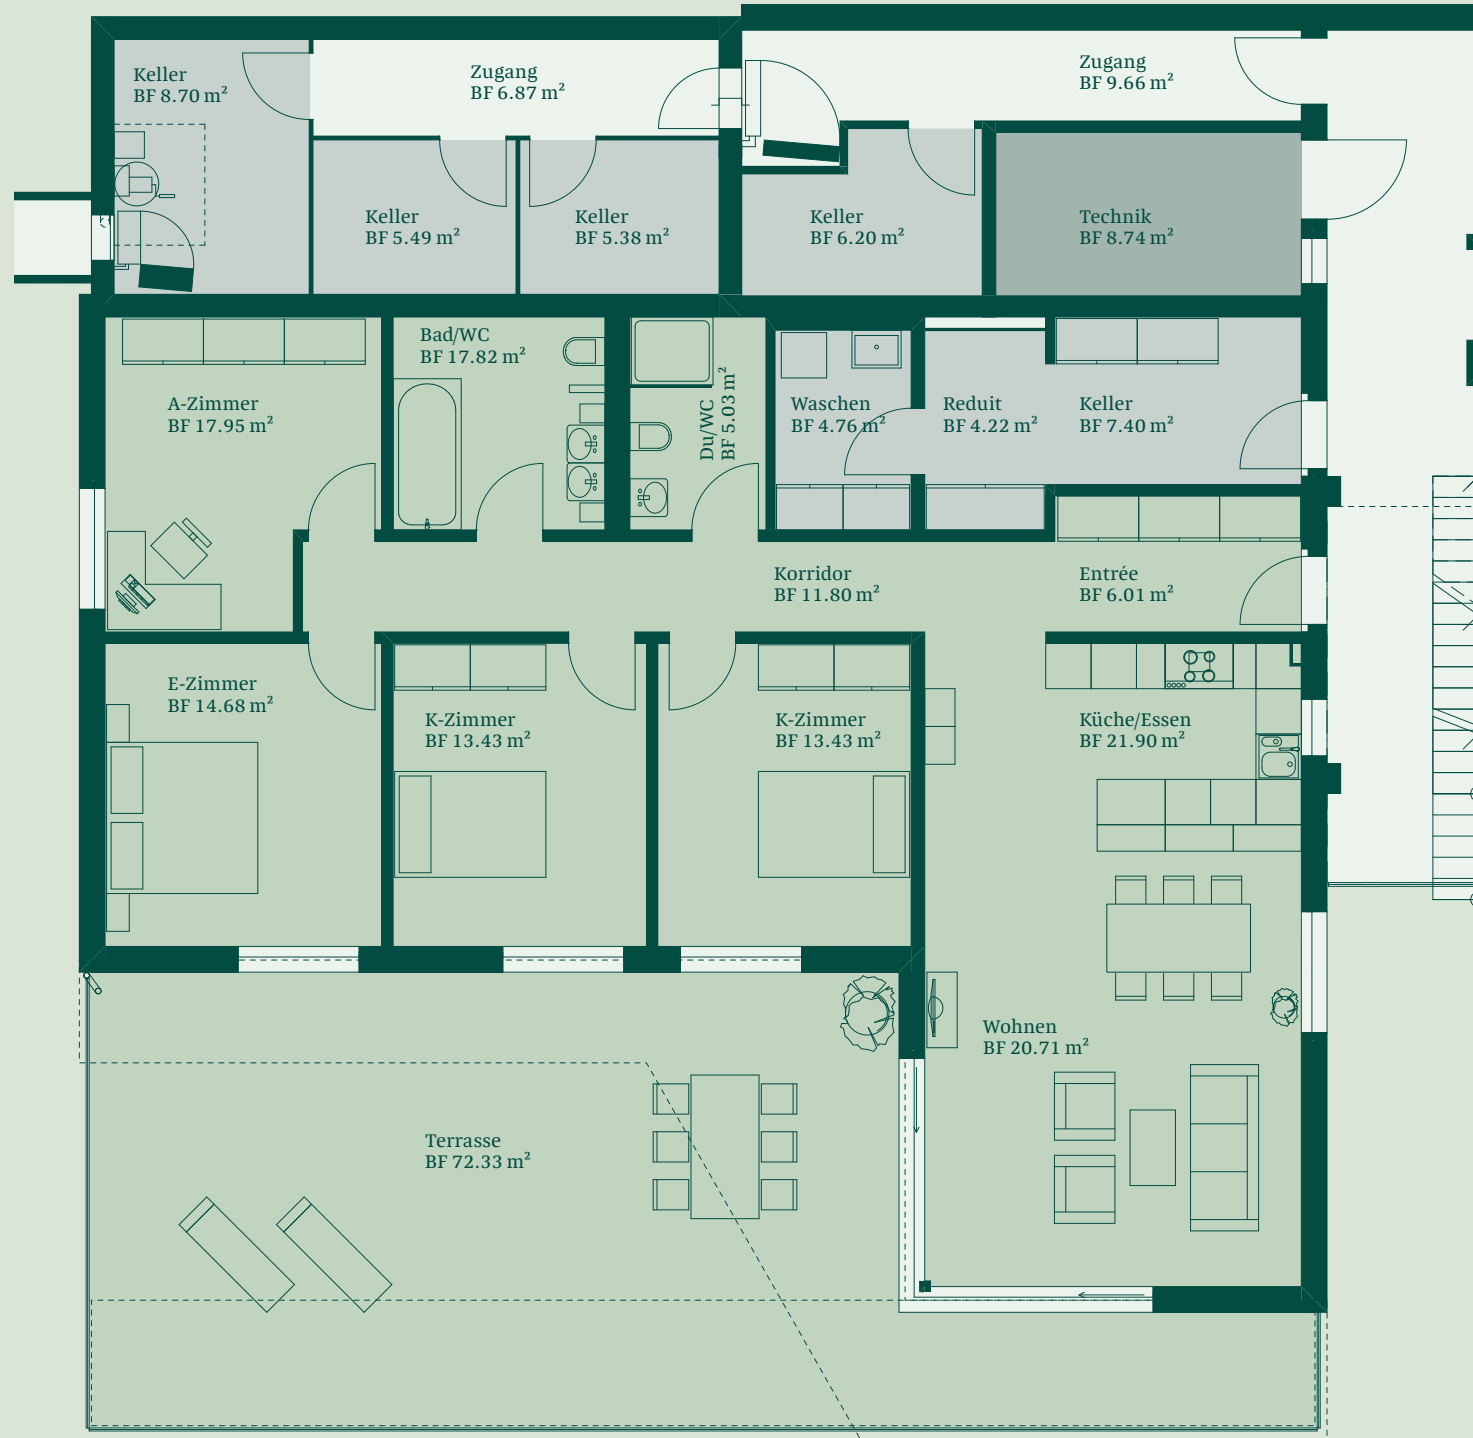 Keller
BF 8.70 m²
Zugang
BF 6.87 m²
Zugang
BF 9.66 m²
Keller
BF 5.49 m²
Keller
BF 5.38 m²
Keller
BF 6.20 m²
Technik
BF 8.74 m²
A-Zimmer
BF 17.95 m²
Bad/WC
BF 17.82 m²
Du/WC
BF 5.03 m²
Waschen
BF 4.76 m²
Reduit
BF 4.22 m²
Keller
BF 7.40 m²
Korridor
BF 11.80 m²
Entrée
BF 6.01 m²
E-Zimmer
BF 14.68 m²
K-Zimmer
BF 13.43 m²
K-Zimmer
BF 13.43 m²
Küche/Essen
BF 21.90 m²
Wohnen
BF 20.71 m²
Terrasse
BF 72.33 m²